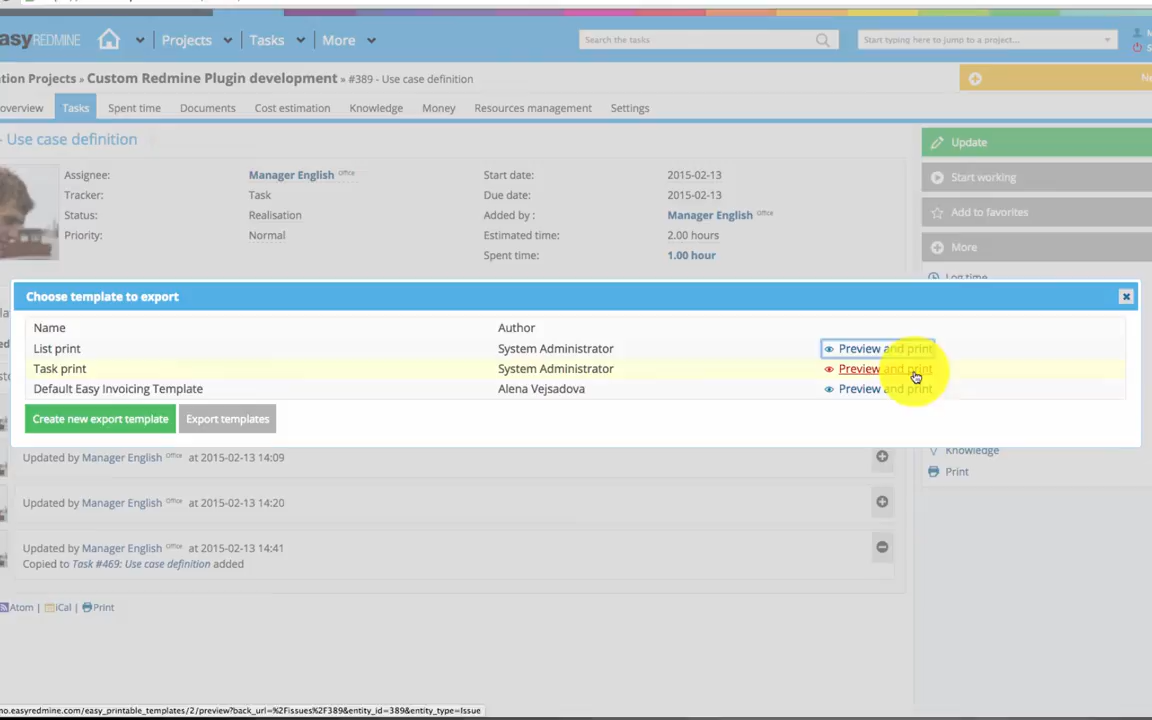 asyREDMINE Projects Tasks More Search the tasks Start typing here to jump to a project...
tion Projects » Custom Redmine Plugin development » #389 - Use case definition
overview Tasks Spent time Documents Cost estimation Knowledge Money Resources management Settings
- Use case definition
Update
Assignee: Manager English Office Start date: 2015-02-13
Start working
Tracker: Task Due date: 2015-02-13
Status: Realisation Added by : Manager English Office
Add to favorites
Priority: Normal Estimated time: 2.00 hours
Spent time: 1.00 hour
More
Log time
Choose template to export
Name Author
List print System Administrator Preview and print
Task print System Administrator Preview and print
Default Easy Invoicing Template Alena Vejsadova Preview and print
Create new export template Export templates
Knowledge
Updated by Manager English Office at 2015-02-13 14:09
Print
Updated by Manager English Office at 2015-02-13 14:20
Updated by Manager English Office at 2015-02-13 14:41
Copied to Task #469: Use case definition added
Atom | iCal | Print
mo.easyredmine.com/easy_printable_templates/2/preview?back_url=%2Fissues%2F389&entity_id=389&entity_type=Issue